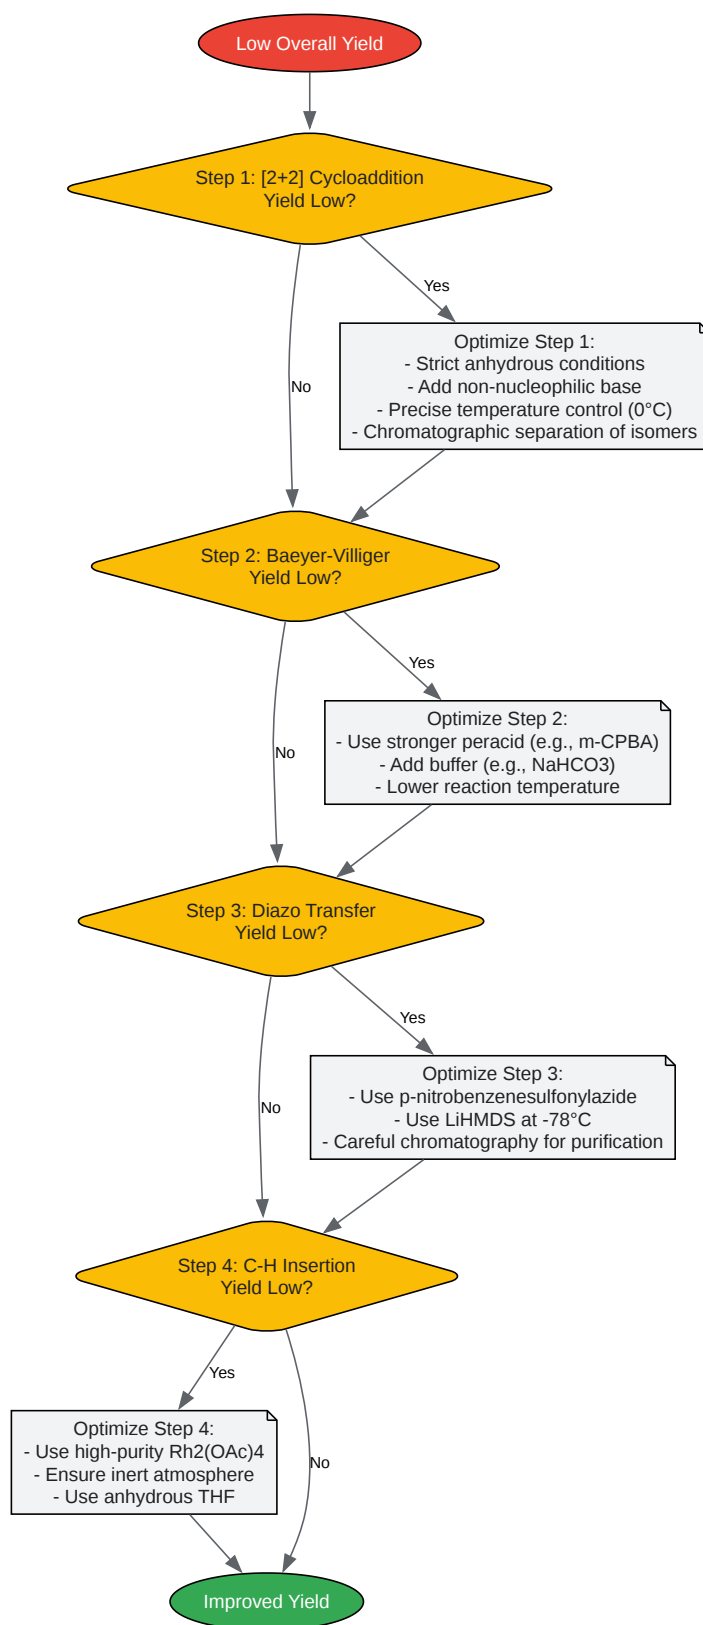 Low Overall Yield
Step 1: [2+2] Cycloaddition
Yield Low?
Yes
No
Optimize Step 1:
- Strict anhydrous conditions
- Add non-nucleophilic base
- Precise temperature control (0°C)
- Chromatographic separation of isomers
Step 2: Baeyer-Villiger
Yield Low?
Yes
No
Optimize Step 2:
- Use stronger peracid (e.g., m-CPBA)
- Add buffer (e.g., NaHCO3)
- Lower reaction temperature
Step 3: Diazo Transfer
Yield Low?
Yes
No
Optimize Step 3:
- Use p-nitrobenzenesulfonylazide
- Use LiHMDS at -78°C
- Careful chromatography for purification
Step 4: C-H Insertion
Yield Low?
Yes
No
Optimize Step 4:
- Use high-purity Rh2(OAc)4
- Ensure inert atmosphere
- Use anhydrous THF
Improved Yield